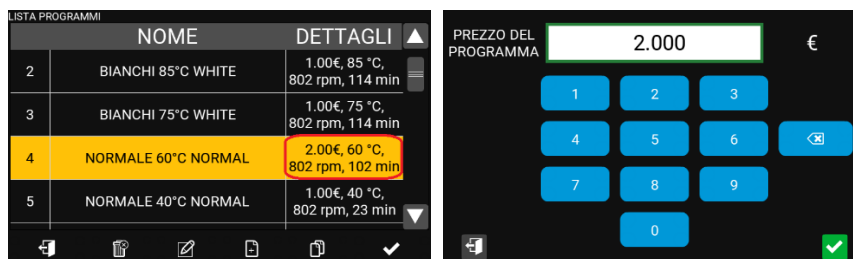 LISTA PROGRAMMI
NOME DETTAGLI
2 BIANCHI 85°C WHITE 1.00€, 85 °C,
802 rpm, 114 min
3 BIANCHI 75°C WHITE 1.00€, 75 °C,
802 rpm, 114 min
4 NORMALE 60°C NORMAL 2.00€, 60 °C,
802 rpm, 102 min
5 NORMALE 40°C NORMAL 1.00€, 40 °C,
802 rpm, 23 min
PREZZO DEL
PROGRAMMA
2.000 €
1 2 3
4 5 6
7 8 9
0